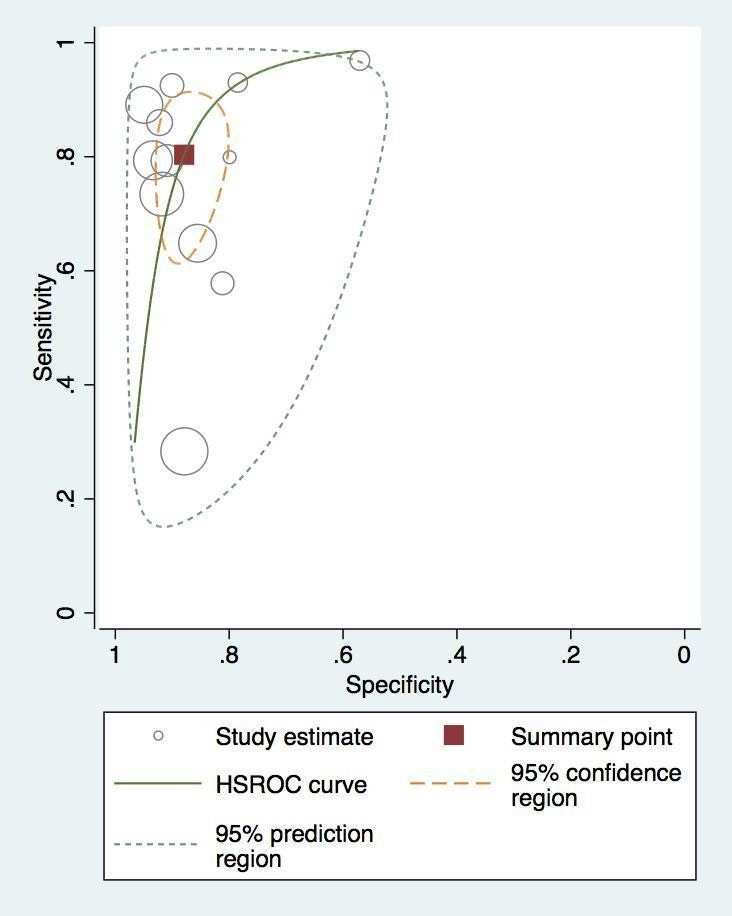 1
.8
.6
.4
.2
0
Sensitivity
1 .8 .6 .4 .2 0
Specificity
Study estimate Summary point
HSROC curve 95% confidence
region
95% prediction
region